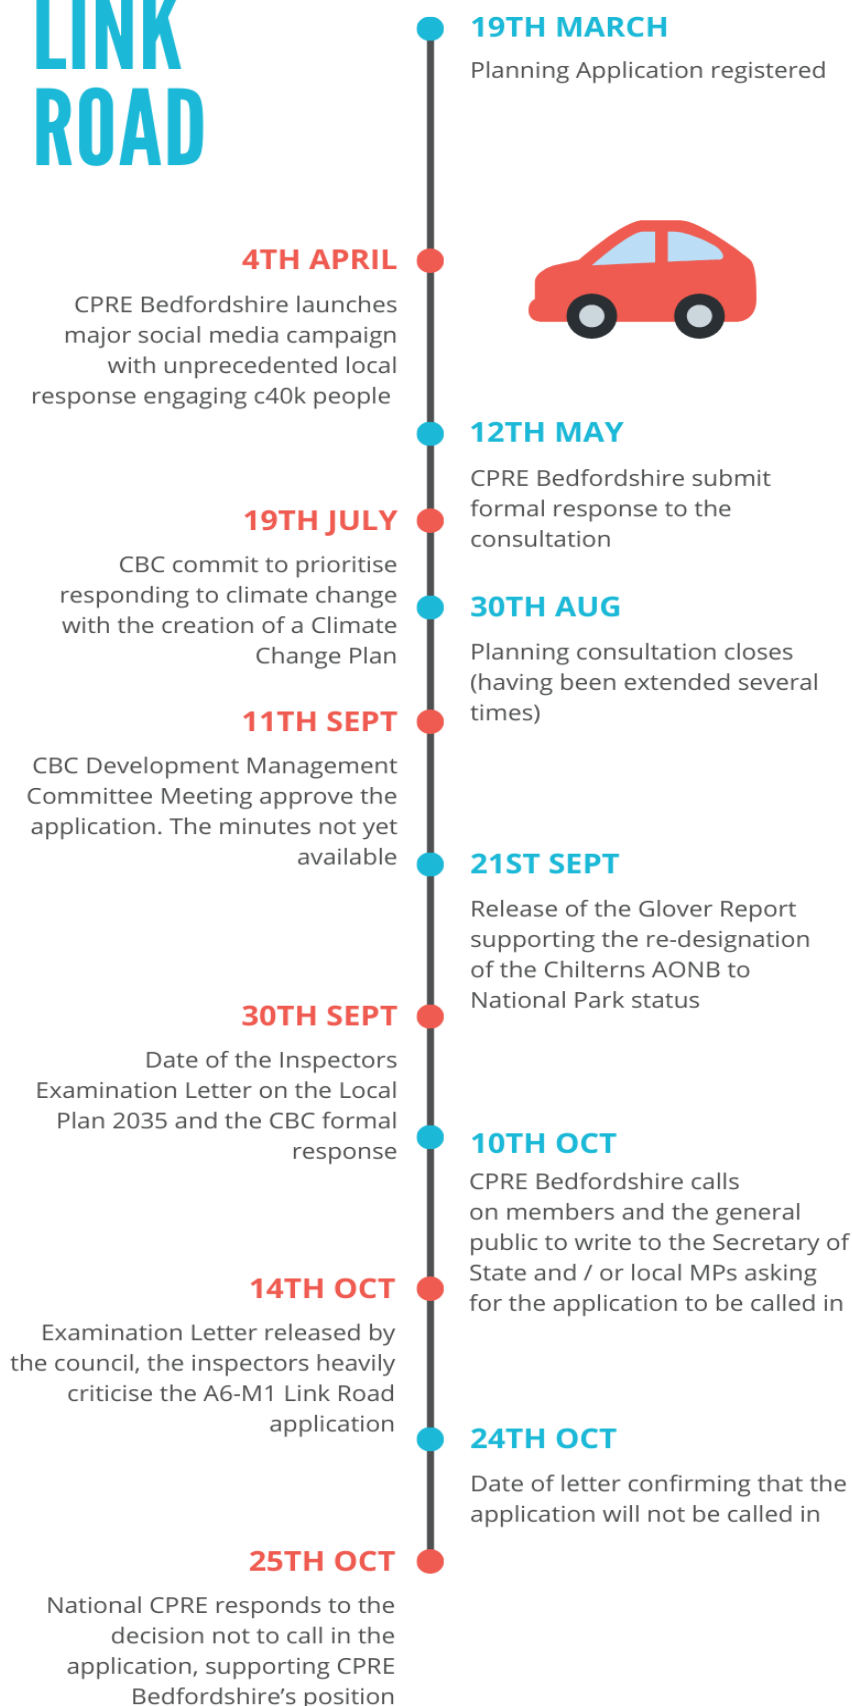 LINK
ROAD
19TH MARCH
Planning Application registered
4TH APRIL
CPRE Bedfordshire launches
major social media campaign
with unprecedented local
response engaging c40k people
12TH MAY
CPRE Bedfordshire submit
formal response to the
consultation
19TH JULY
CBC commit to prioritise
responding to climate change
with the creation of a Climate
Change Plan
30TH AUG
Planning consultation closes
(having been extended several
times)
11TH SEPT
CBC Development Management
Committee Meeting approve the
application. The minutes not yet
available
21ST SEPT
Release of the Glover Report
supporting the re-designation
of the Chilterns AONB to
National Park status
30TH SEPT
Date of the Inspectors
Examination Letter on the Local
Plan 2035 and the CBC formal
response
10TH OCT
CPRE Bedfordshire calls
on members and the general
public to write to the Secretary of
State and / or local MPs asking
for the application to be called in
14TH OCT
Examination Letter released by
the council, the inspectors heavily
criticise the A6-M1 Link Road
application
24TH OCT
Date of letter confirming that the
application will not be called in
25TH OCT
National CPRE responds to the
decision not to call in the
application, supporting CPRE
Bedfordshire's position